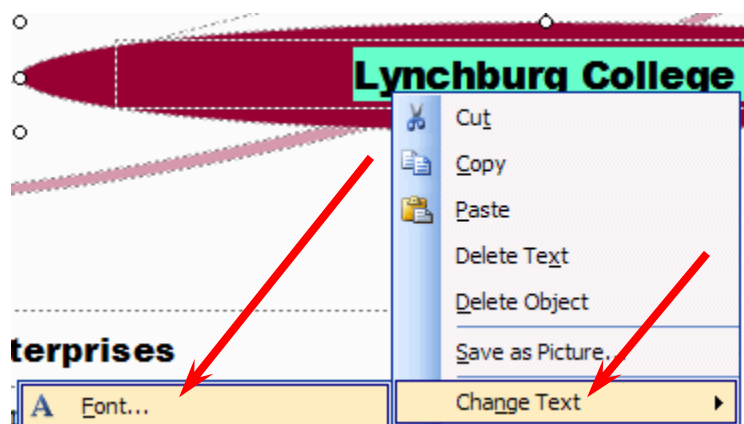 Lynchburg College
Cut
Copy
Paste
Delete Text
Delete Object
terprises
Save as Picture...
Font...
Change Text